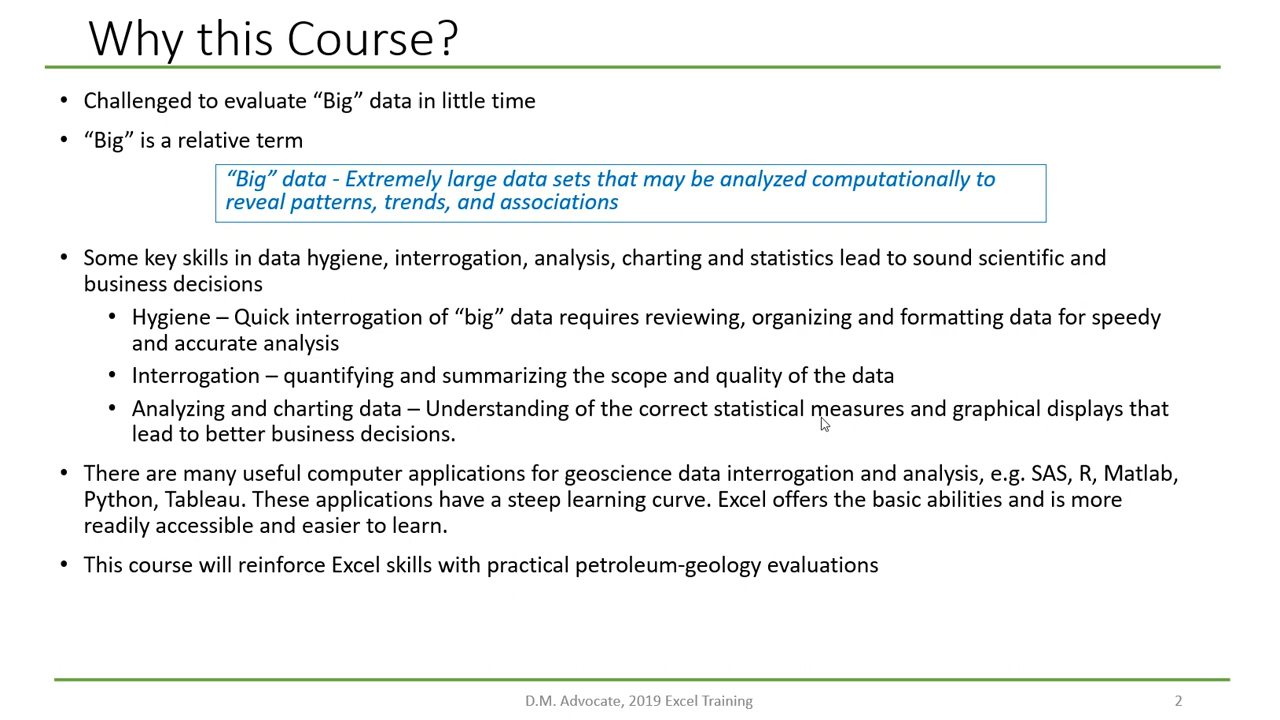 Why this Course?
• Challenged to evaluate “Big” data in little time
• “Big” is a relative term
“Big” data - Extremely large data sets that may be analyzed computationally to
reveal patterns, trends, and associations
• Some key skills in data hygiene, interrogation, analysis, charting and statistics lead to sound scientific and
business decisions
• Hygiene – Quick interrogation of “big” data requires reviewing, organizing and formatting data for speedy
and accurate analysis
• Interrogation – quantifying and summarizing the scope and quality of the data
• Analyzing and charting data – Understanding of the correct statistical measures and graphical displays that
lead to better business decisions.
• There are many useful computer applications for geoscience data interrogation and analysis, e.g. SAS, R, Matlab,
Python, Tableau. These applications have a steep learning curve. Excel offers the basic abilities and is more
readily accessible and easier to learn.
• This course will reinforce Excel skills with practical petroleum-geology evaluations
D.M. Advocate, 2019 Excel Training
2